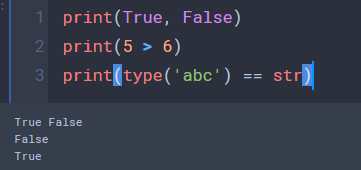 1 print(True, False)
2 print(5 > 6)
3 print(type('abc') == str)
True False
False
True